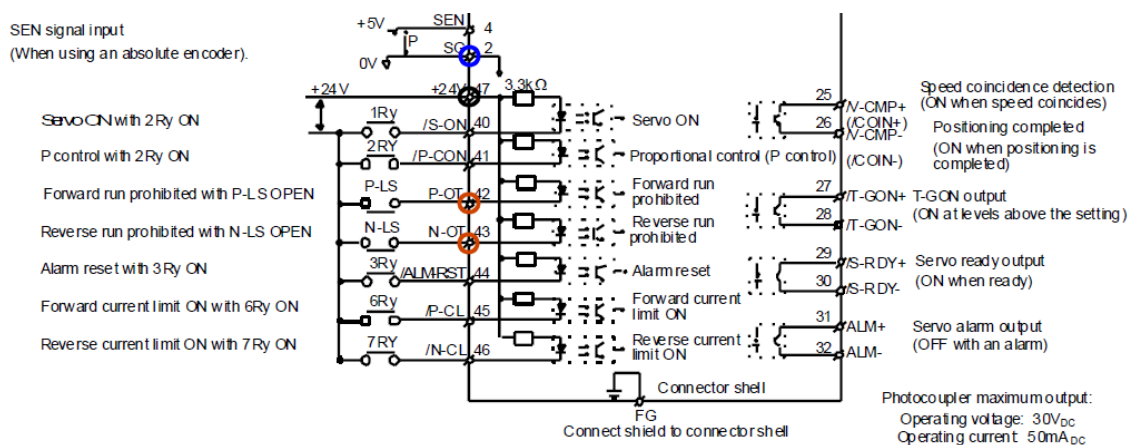 SEN signal input
(When using an absolute encoder).
+5V
SEN
4
P
SG
2
0V
+24V
+24V
47
3.3kΩ
Servo ON with 2Ry ON
1Ry
/S-ON
40
Servo ON
P control with 2Ry ON
2RY
/P-CON
41
Proportional control (P control)
Forward run prohibited with P-LS OPEN
P-LS
P-OT
42
Forward run
prohibited
Reverse run prohibited with N-LS OPEN
N-LS
N-OT
43
Reverse run
prohibited
Alarm reset with 3Ry ON
3Ry
/ALM-RST
44
Alarm reset
Forward current limit ON with 6Ry ON
6Ry
/P-CL
45
Forward current
limit ON
Reverse current limit ON with 7Ry ON
7RY
/N-CL
46
Reverse current
limit ON
25
/V-CMP+
(/COIN+)
26
/V-CMP-
(/COIN-)
Speed coincidence detection
(ON when speed coincides)
Positioning completed
(ON when positioning is
completed)
27
/T-GON+
T-GON output
(ON at levels above the setting)
28
/T-GON-
29
/S-RDY+
Servo ready output
(ON when ready)
30
/S-RDY-
31
ALM+
Servo alarm output
(OFF with an alarm)
32
ALM-
Connector shell
FG
Connect shield to connector shell
Photocoupler maximum output:
Operating voltage: 30VDC
Operating current: 50mADC